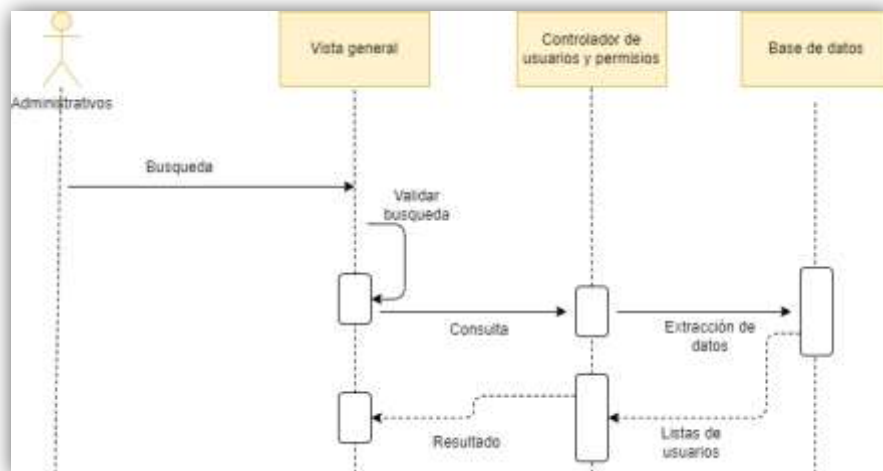 Vista general
Controlador de
usuarios y permisios
Base de datos
Administrativos
Busqueda
Validar
busqueda
Consulta
Extracción de
datos
Resultado
Listas de
usuarios